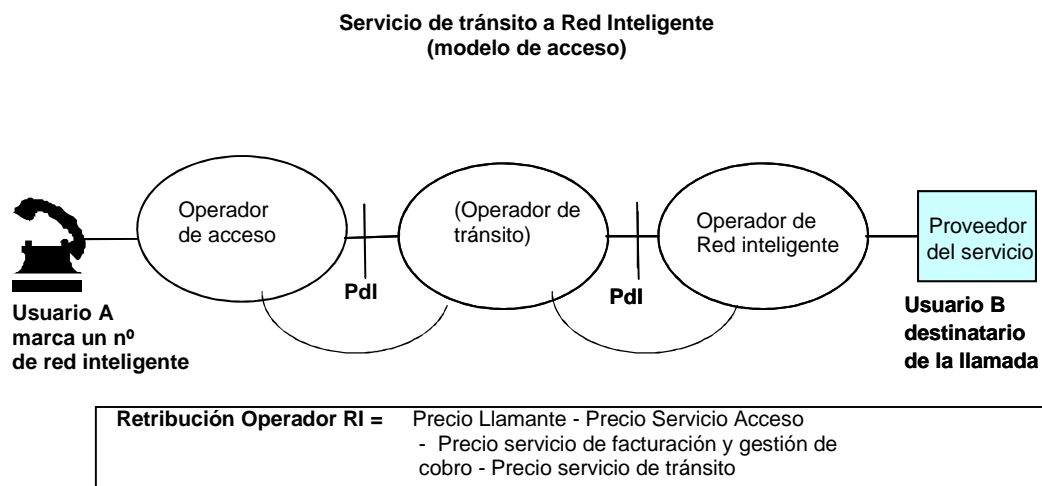 Servicio de tránsito a Red Inteligente
(modelo de acceso)
Operador
de acceso
(Operador de
tránsito)
Operador de
Red inteligente
Proveedor
del servicio
PdI
PdI
Usuario A
marca un nº
de red inteligente
Usuario B
destinatario
de la llamada
Retribución Operador RI = Precio Llamante - Precio Servicio Acceso
- Precio servicio de facturación y gestión de
cobro - Precio servicio de tránsito